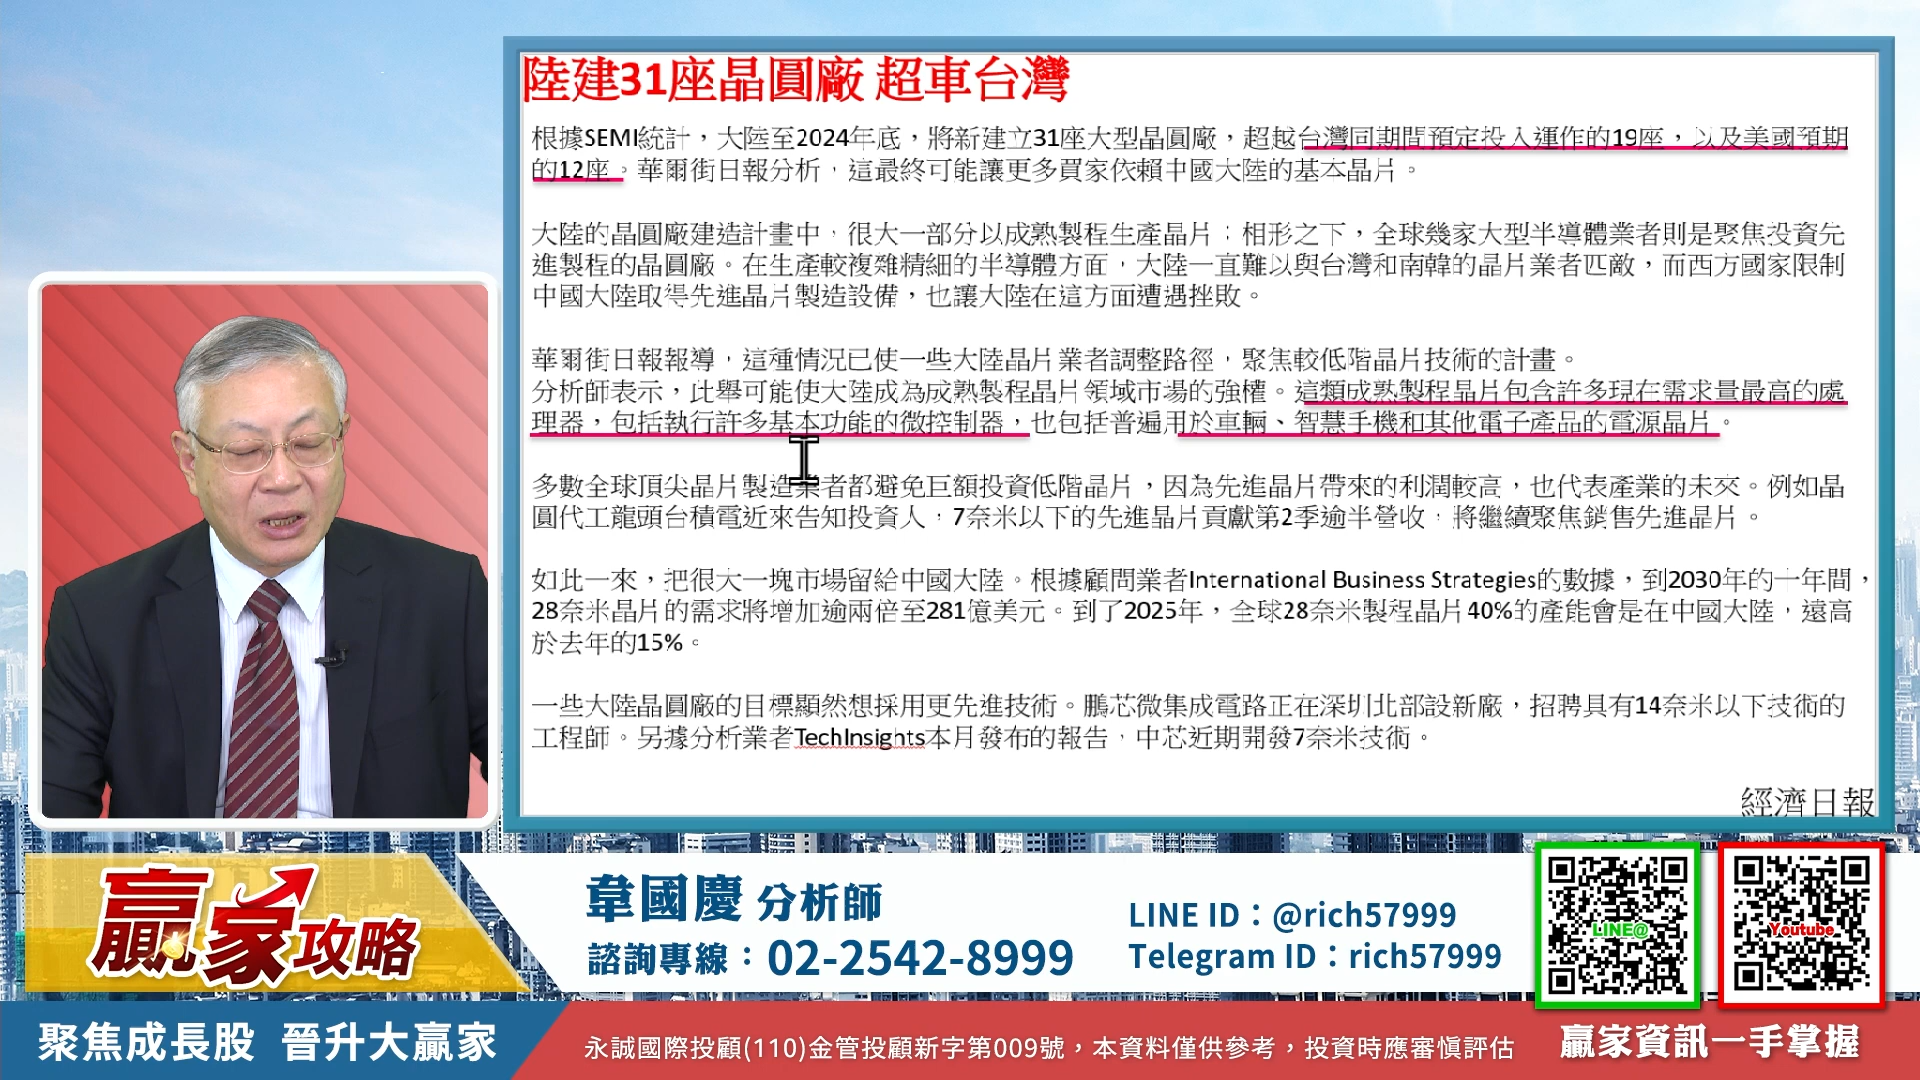 陸建31座晶圓廠 超車台灣
根據SEMI統計，大陸至2024年底，將新建立31座大型晶圓廠，超越台灣同期間預定投入運作的19座，以及美國預期
的12座。華爾街日報分析，這最終可能讓更多買家依賴中國大陸的基本晶片。
大陸的晶圓廠建造計畫中，很大一部分以成熟製程生產晶片；相形之下，全球幾家大型半導體業者則是聚焦投資先
進製程的晶圓廠。在生產較複雜精細的半導體方面，大陸一直難以與台灣和南韓的晶片業者匹敵，而西方國家限制
中國大陸取得先進晶片製造設備，也讓大陸在這方面遭遇挫敗。
華爾街日報報導，這種情況已使一些大陸晶片業者調整路徑，聚焦較低階晶片技術的計畫。
分析師表示，此舉可能使大陸成為成熟製程晶片領域市場的強權。這類成熟製程晶片包含許多現在需求量最高的處
理器，包括執行許多基本功能的微控制器，也包括普遍用於車輛、智慧手機和其他電子產品的電源晶片。
多數全球頂尖晶片製造業者都避免巨額投資低階晶片，因為先進晶片帶來的利潤較高，也代表產業的未來。例如晶
圓代工龍頭台積電近來告知投資人，7奈米以下的先進晶片貢獻第2季逾半營收，將繼續聚焦銷售先進晶片。
如此一來，把很大一塊市場留給中國大陸。根據顧問業者International Business Strategies的數據，到2030年的一年間，
28奈米晶片的需求將增加逾兩倍至281億美元。到了2025年，全球28奈米製程晶片40%的產能會是在中國大陸，遠高
於去年的15%。
一些大陸晶圓廠的目標顯然想採用更先進技術。鵬芯微集成電路正在深圳北部設新廠，招聘具有14奈米以下技術的
工程師。另據分析業者TechInsights本月發布的報告，中芯近期開發7奈米技術。
經濟日報
贏家攻略
韋國慶 分析師
諮詢專線：02-2542-8999
LINE ID：@rich57999
Telegram ID：rich57999
LINE@
Youtube
聚焦成長股 晉升大贏家
永誠國際投顧(110)金管投顧新字第009號，本資料僅供參考，投資時應審慎評估
贏家資訊一手掌握